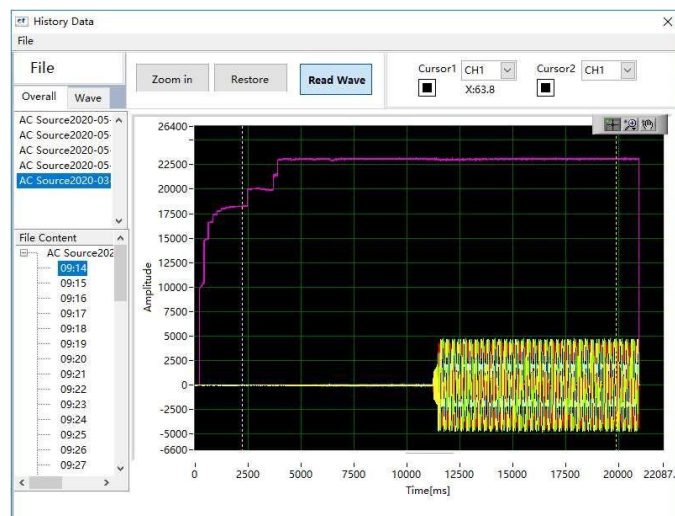 History Data
File
File
Overall Wave
AC Source2020-05-
AC Source2020-05-
AC Source2020-05-
AC Source2020-05-
AC Source2020-03-
File Content
AC Source202
09:14
09:15
09:16
09:17
09:18
09:19
09:20
09:21
09:22
09:23
09:24
09:25
09:26
09:27
Zoom in Restore Read Wave
Cursor1 CH1 Cursor2 CH1
X:63.8
Amplitude
26400
22500
20000
17500
15000
12500
10000
7500
5000
2500
0
-2500
-5000
-6600
0 2500 5000 7500 10000 12500 15000 17500 20000 22087.
Time[ms]